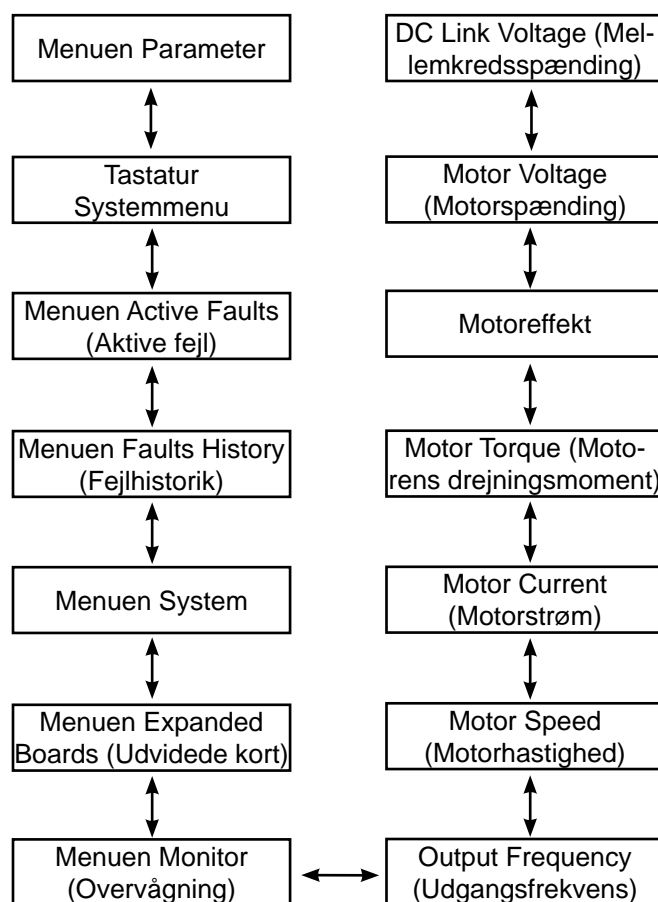 Menuen Parameter
Tastatur
Systemmenu
Menuen Active Faults
(Aktive fejl)
Menuen Faults History
(Fejlhistorik)
Menuen System
Menuen Expanded
Boards (Udvidede kort)
Menuen Monitor
(Overvågning)
DC Link Voltage (Mel-
lemkredsspænding)
Motor Voltage
(Motorspænding)
Motoreffekt
Motor Torque (Moto-
rens drejningsmoment)
Motor Current
(Motorstrøm)
Motor Speed
(Motorhastighed)
Output Frequency
(Udgangsfrekvens)